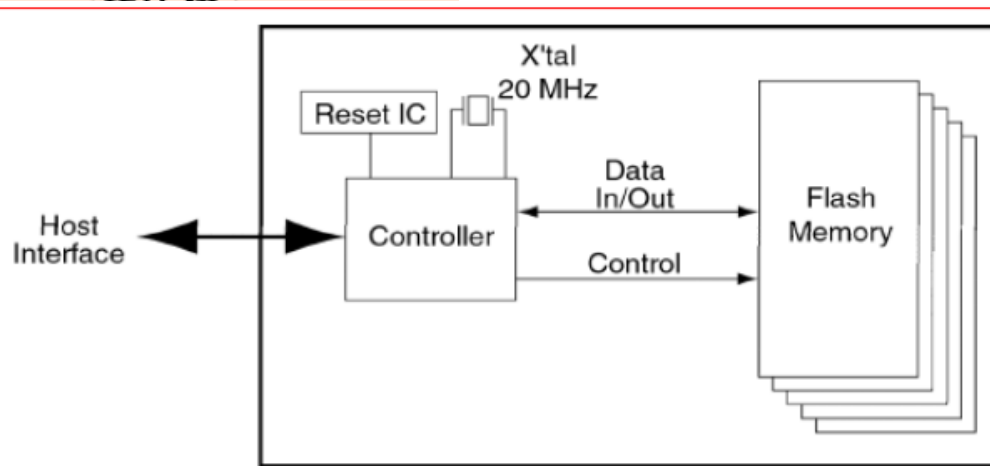 X'tal
20 MHz
Reset IC
Data
In/Out
Flash
Memory
Host
Interface
Controller
Control